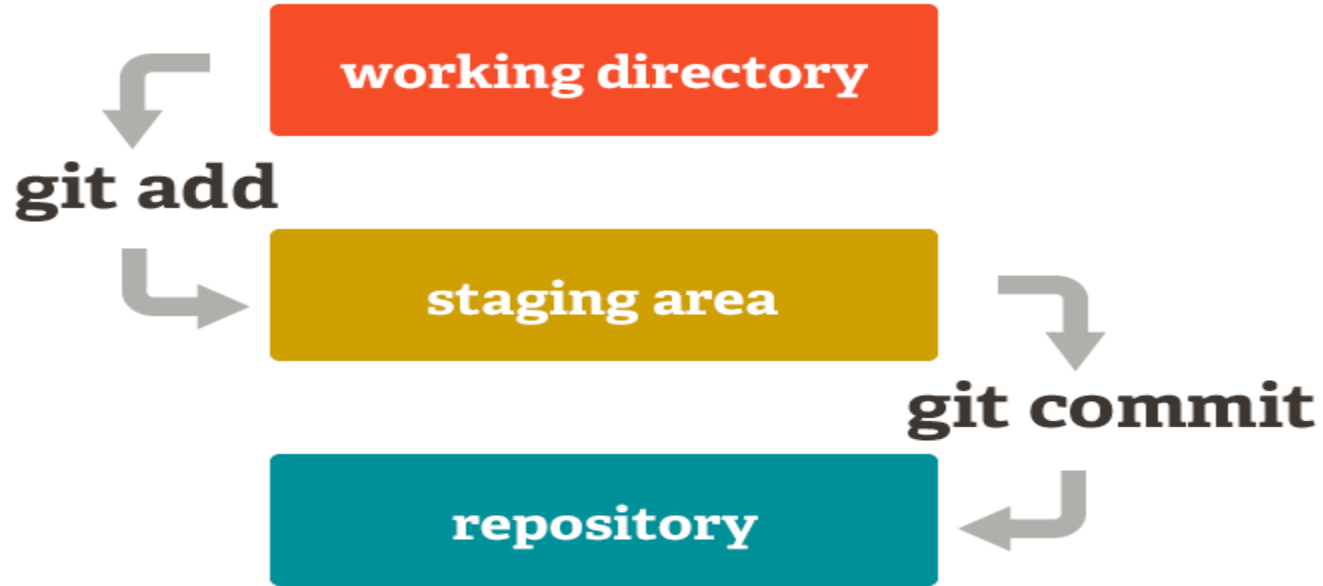 working directory
git add
staging area
git commit
repository